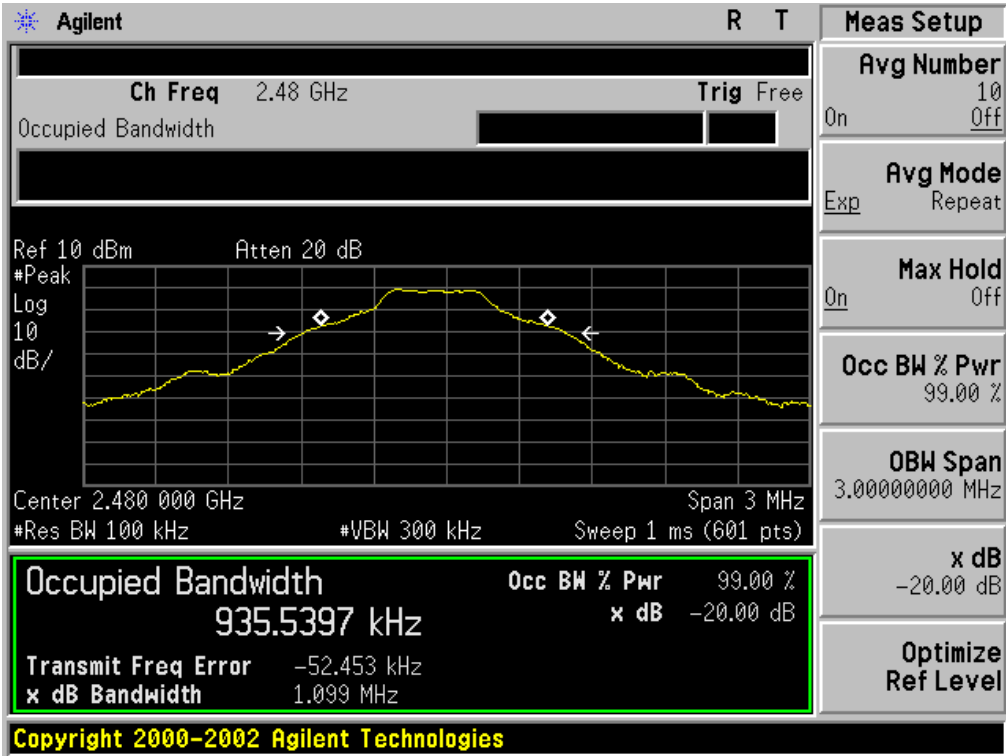 Agilent R T
Ch Freq 2.48 GHz Trig Free
Occupied Bandwidth
Ref 10 dBm Atten 20 dB
#Peak
Log
10
dB/
Center 2.480 000 GHz Span 3 MHz
#Res BW 100 kHz #VBW 300 kHz Sweep 1 ms (601 pts)
Occupied Bandwidth
935.5397 kHz
Occ BW % Pwr 99.00 %
x dB -20.00 dB
Transmit Freq Error -52.453 kHz
x dB Bandwidth 1.099 MHz
Copyright 2000-2002 Agilent Technologies
Meas Setup
Avg Number
10
On Off
Avg Mode
Exp Repeat
Max Hold
On Off
Occ BW % Pwr
99.00 %
OBW Span
3.00000000 MHz
x dB
-20.00 dB
Optimize
Ref Level